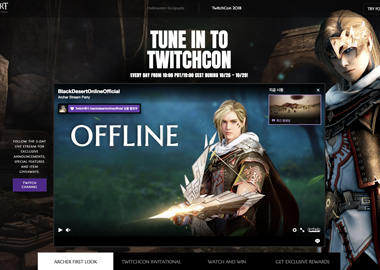 Halloween Escapade
TwitchCon 2018
TRY FO
TUNE IN TO
TWITCHCON
EVERY DAY FROM 10:00 PDT/19:00 CEST DURING 10/26 ~ 10/28!
BlackDesertOnlineOfficial
Archer Stream Party
OFFLINE
FOLLOW THE 3-DAY
LIVE STREAM FOR
EXCLUSIVE
ANNOUNCEMENTS,
SPECIAL FEATURES
AND ITEM
GIVEAWAYS.
TWITCH
CHANNEL
ARCHER FIRST LOOK
TWITCHCON INVITATIONAL
WATCH AND WIN
GET EXCLUSIVE REWARDS